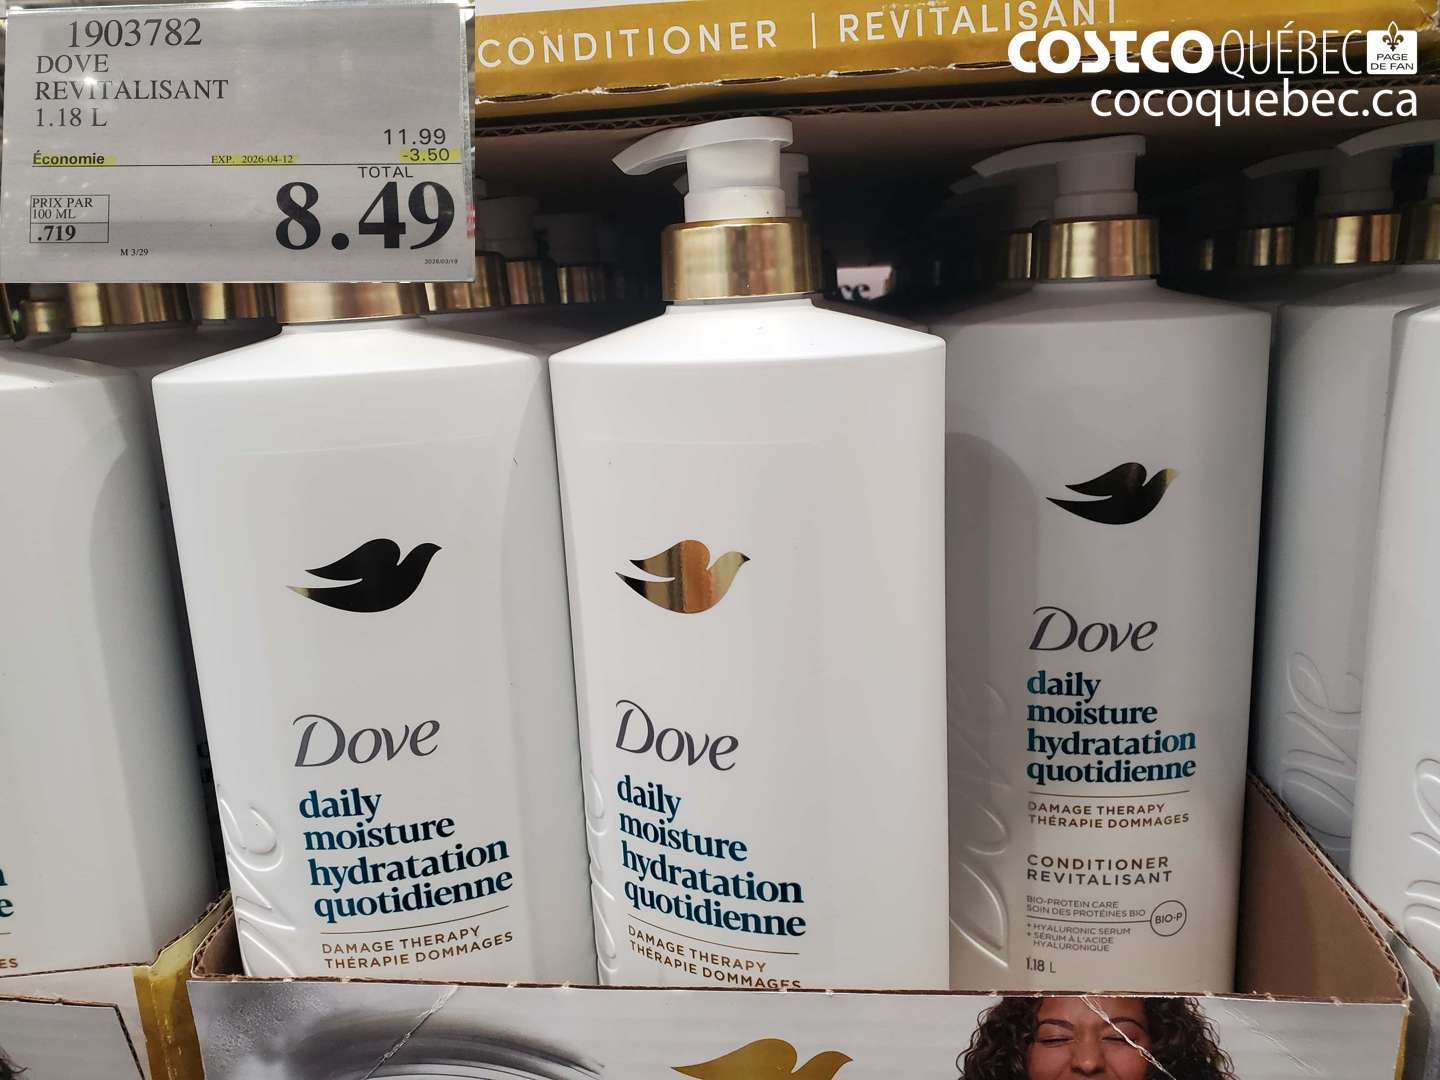 1903782
DOVE
REVITALISANT
1.18 L
11.99
Économie EXP. 2026-04-12 -3.50
TOTAL
8.49
PRIX PAR
100 ML
.719
M 3/29
CONDITIONER | REVITALISANT
COSTCO QUÉBEC
PAGE
DE FAN
cocoquebec.ca
Dove
daily
moisture
hydratation
quotidienne
DAMAGE THERAPY
THÉRAPIE DOMMAGES
Dove
daily
moisture
hydratation
quotidienne
DAMAGE THERAPY
THÉRAPIE DOMMAGES
Dove
daily
moisture
hydratation
quotidienne
DAMAGE THERAPY
THÉRAPIE DOMMAGES
CONDITIONER
REVITALISANT
BIO-PROTEIN CARE
SOIN DES PROTÉINES BIO
BIO-P
+ HYALURONIC SERUM
+ SÉRUM À L'ACIDE
HYALURONIQUE
1.18 L